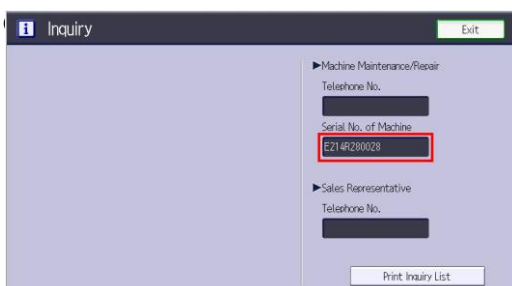 i Inquiry
Exit
►Machine Maintenance/Repair
Telephone No.
Serial No. of Machine
E214R280028
►Sales Representative
Telephone No.
Print Inquiry List